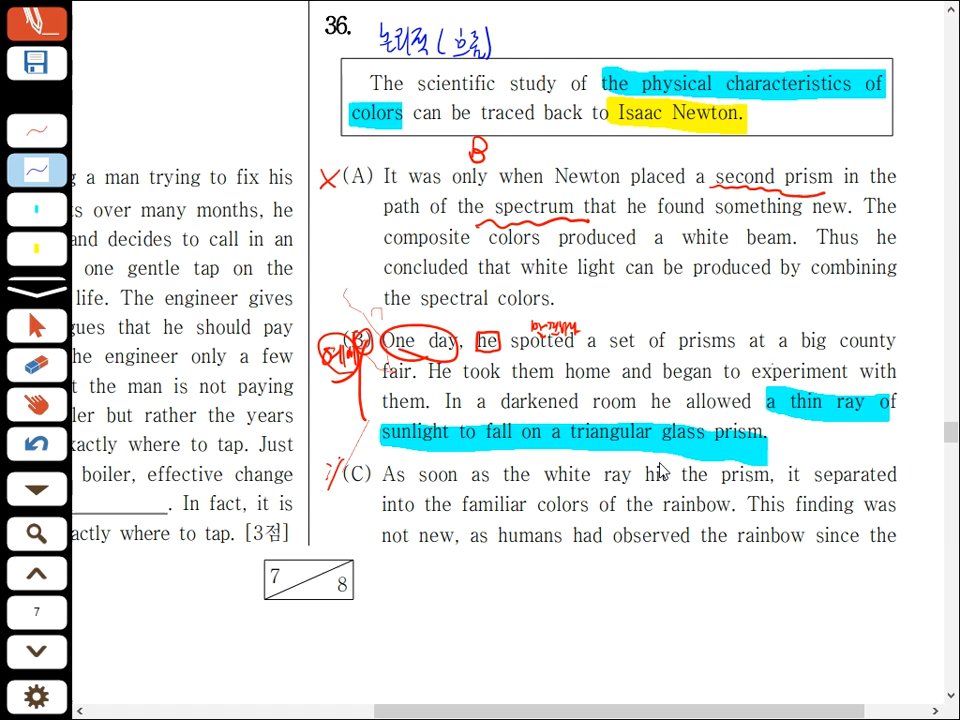 36.
논리적 (흐름)
The scientific study of the physical characteristics of
colors can be traced back to Isaac Newton.
B
(A) It was only when Newton placed a second prism in the
path of the spectrum that he found something new. The
composite colors produced a white beam. Thus he
concluded that white light can be produced by combining
the spectral colors.
(B) One day, he spotted a set of prisms at a big county
fair. He took them home and began to experiment with
them. In a darkened room he allowed a thin ray of
sunlight to fall on a triangular glass prism.
(C) As soon as the white ray hit the prism, it separated
into the familiar colors of the rainbow. This finding was
not new, as humans had observed the rainbow since the
a man trying to fix his
ts over many months, he
and decides to call in an
one gentle tap on the
life. The engineer gives
gues that he should pay
he engineer only a few
t the man is not paying
ler but rather the years
xactly where to tap. Just
boiler, effective change
. In fact, it is
actly where to tap. [3점]
7 8
7